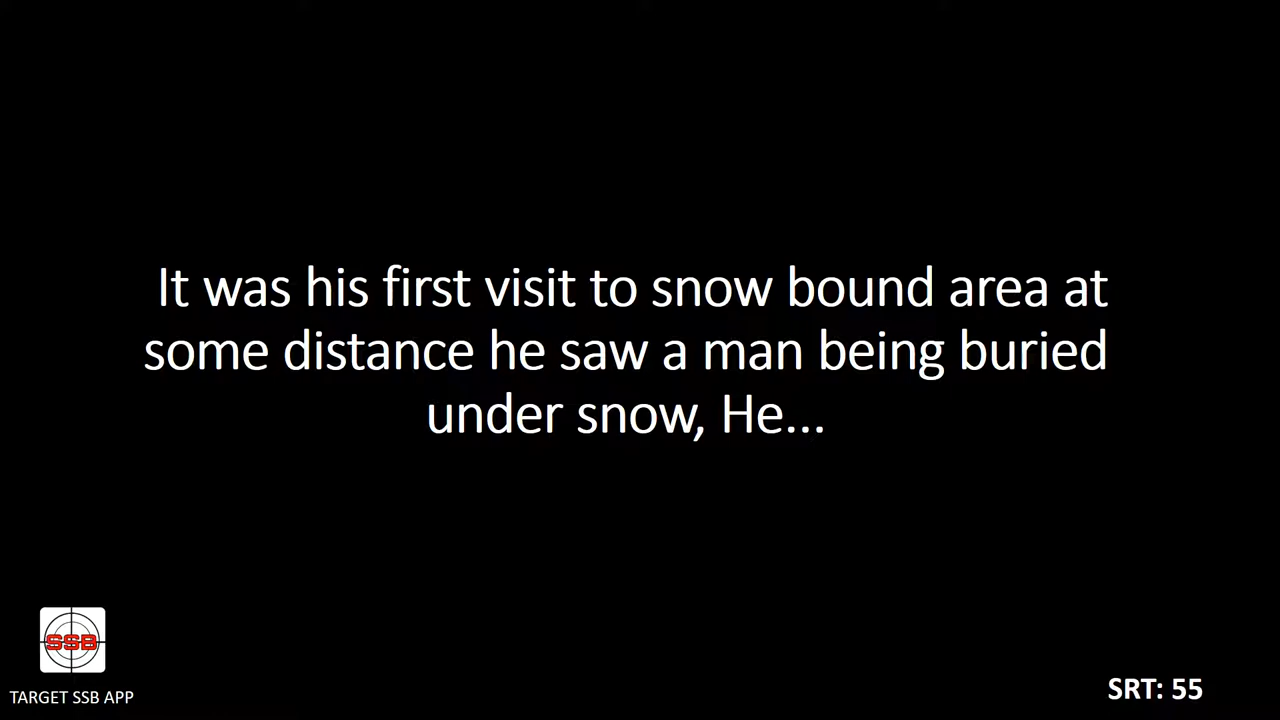 It was his first visit to snow bound area at
some distance he saw a man being buried
under snow, He...
SSB
TARGET SSB APP
SRT: 55